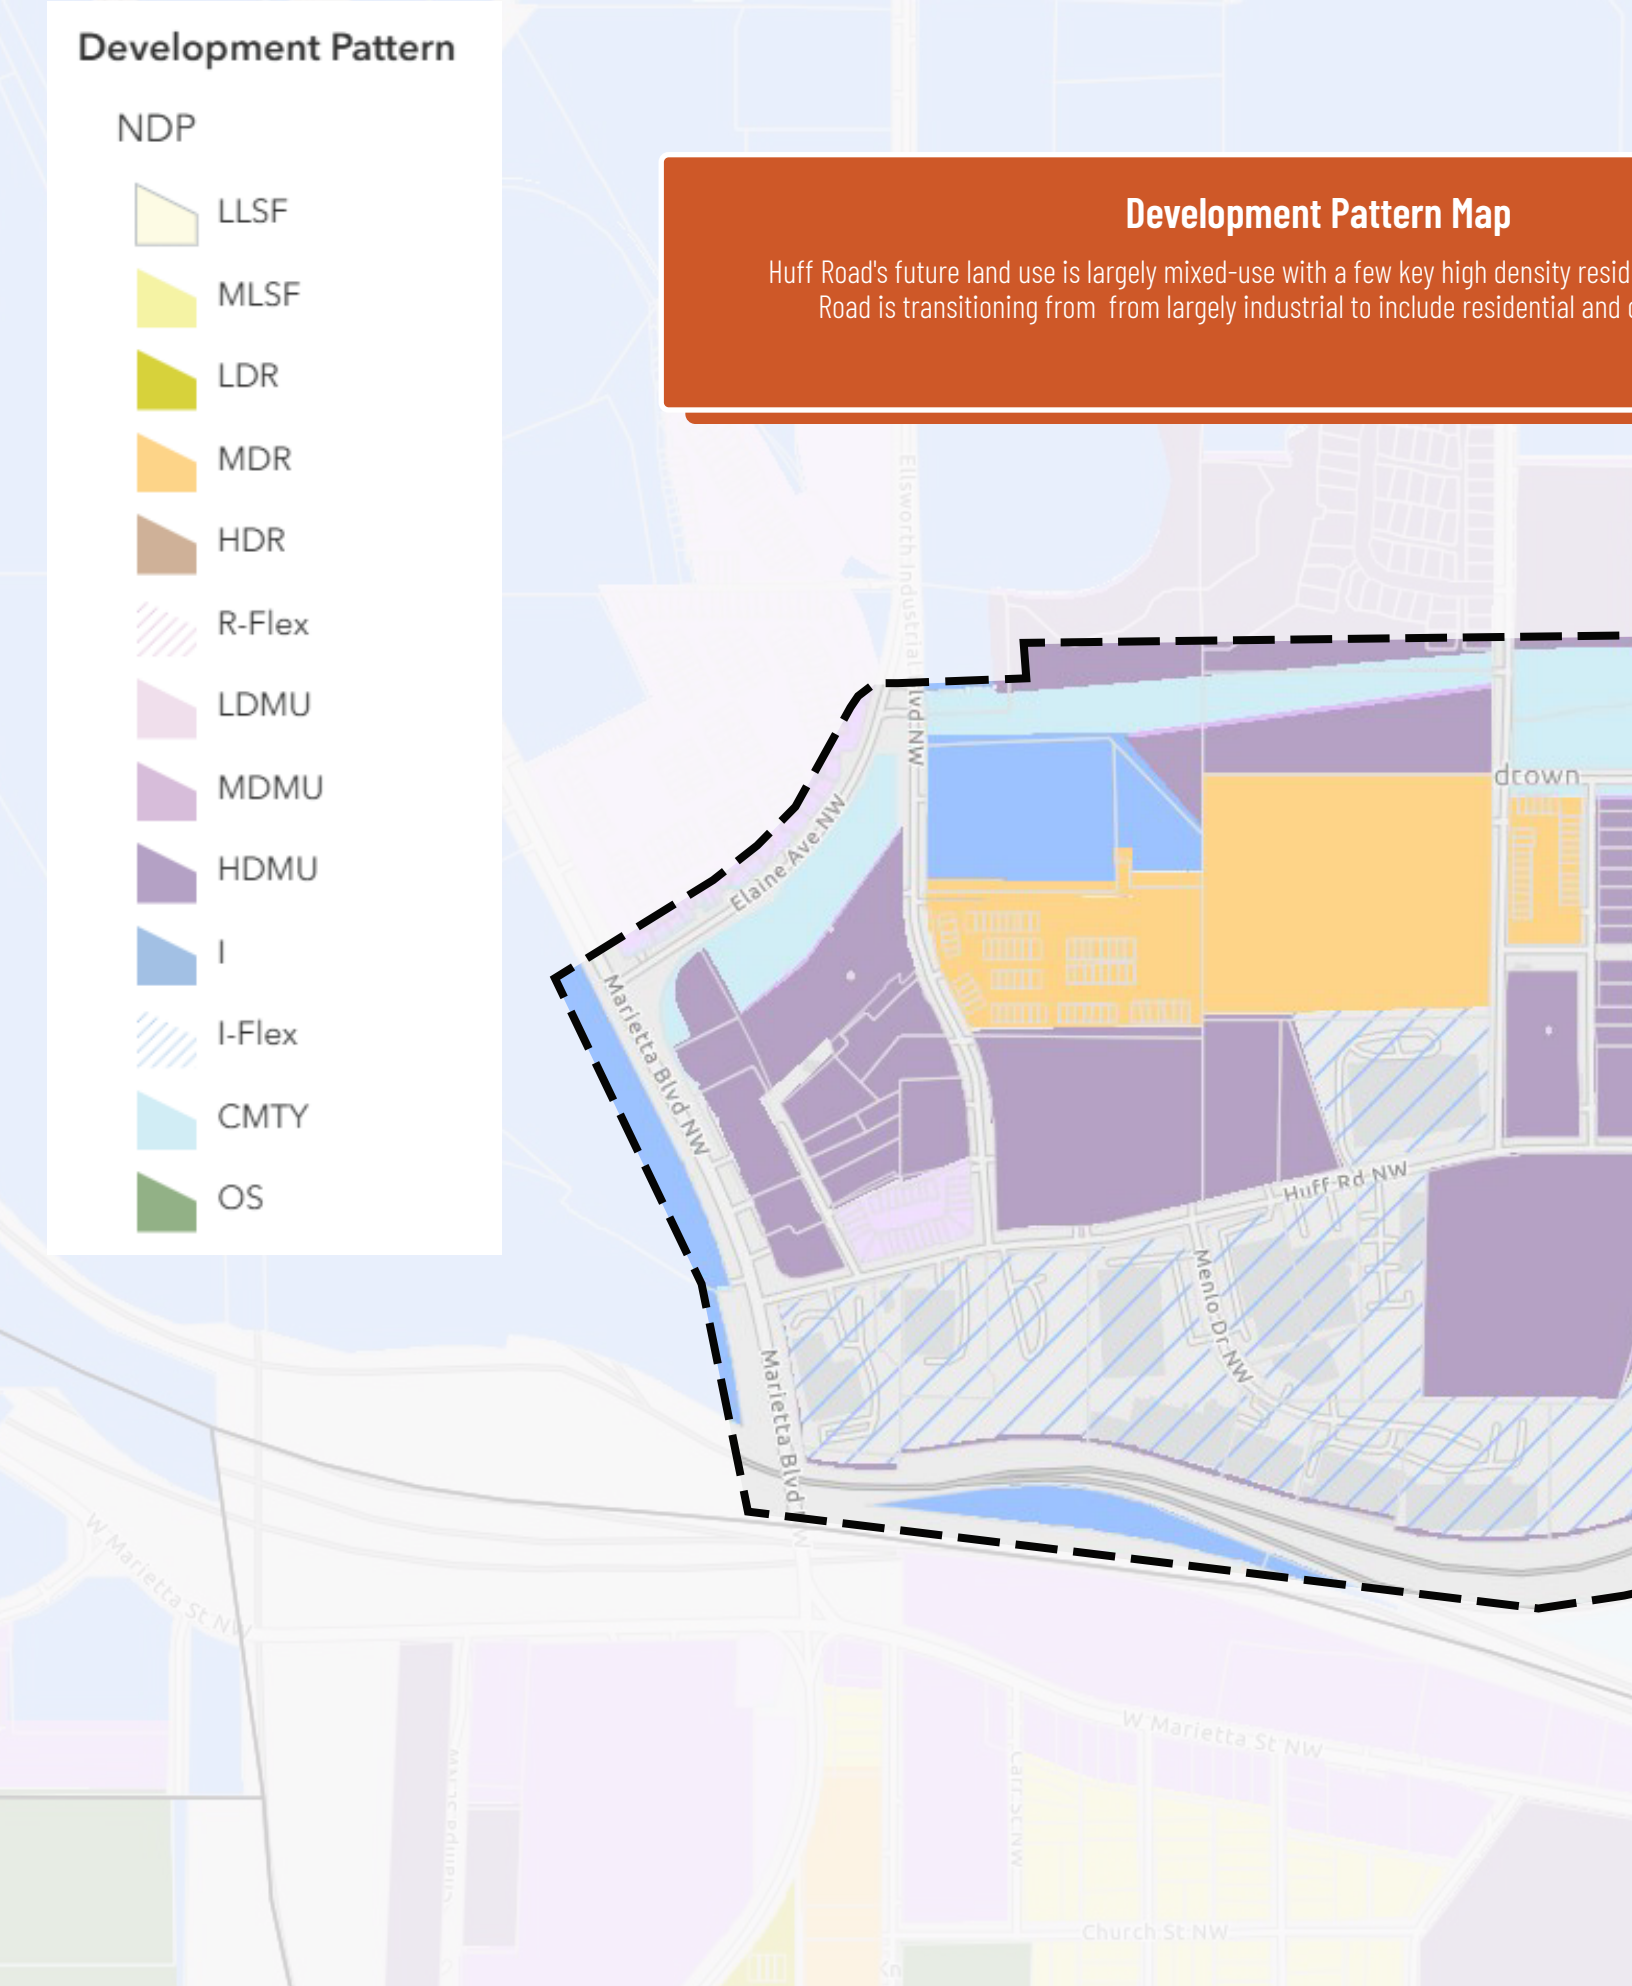 Development Pattern
NDP
LLSF
MLSF
LDR
MDR
HDR
R-Flex
LDMU
MDMU
HDMU
I
I-Flex
CMTY
OS
Development Pattern Map
Huff Road's future land use is largely mixed-use with a few key high density resid
Road is transitioning from  from largely industrial to include residential and
Ellsworth Industrial
lvd NW
dtown
Elaine Ave NW
Marietta Blvd NW
Huff Rd NW
Menlo Dr NW
Marietta Blvd
W Marietta St NW
W Marietta St NW
Carr St NW
Church St NW